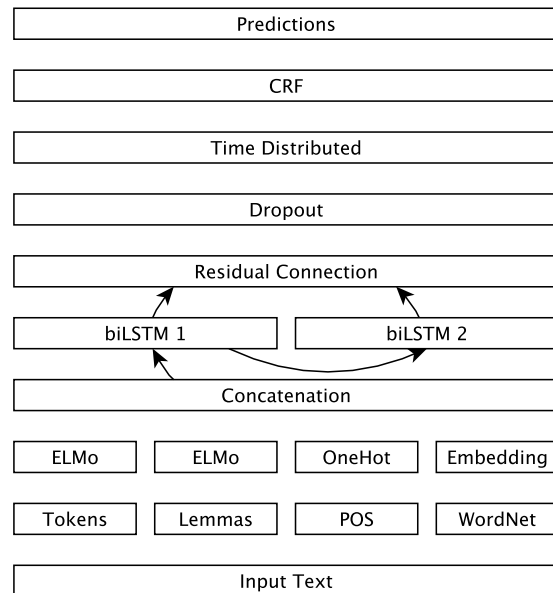 Predictions
CRF
Time Distributed
Dropout
Residual Connection
biLSTM 1 biLSTM 2
Concatenation
ELMo ELMo OneHot Embedding
Tokens Lemmas POS WordNet
Input Text